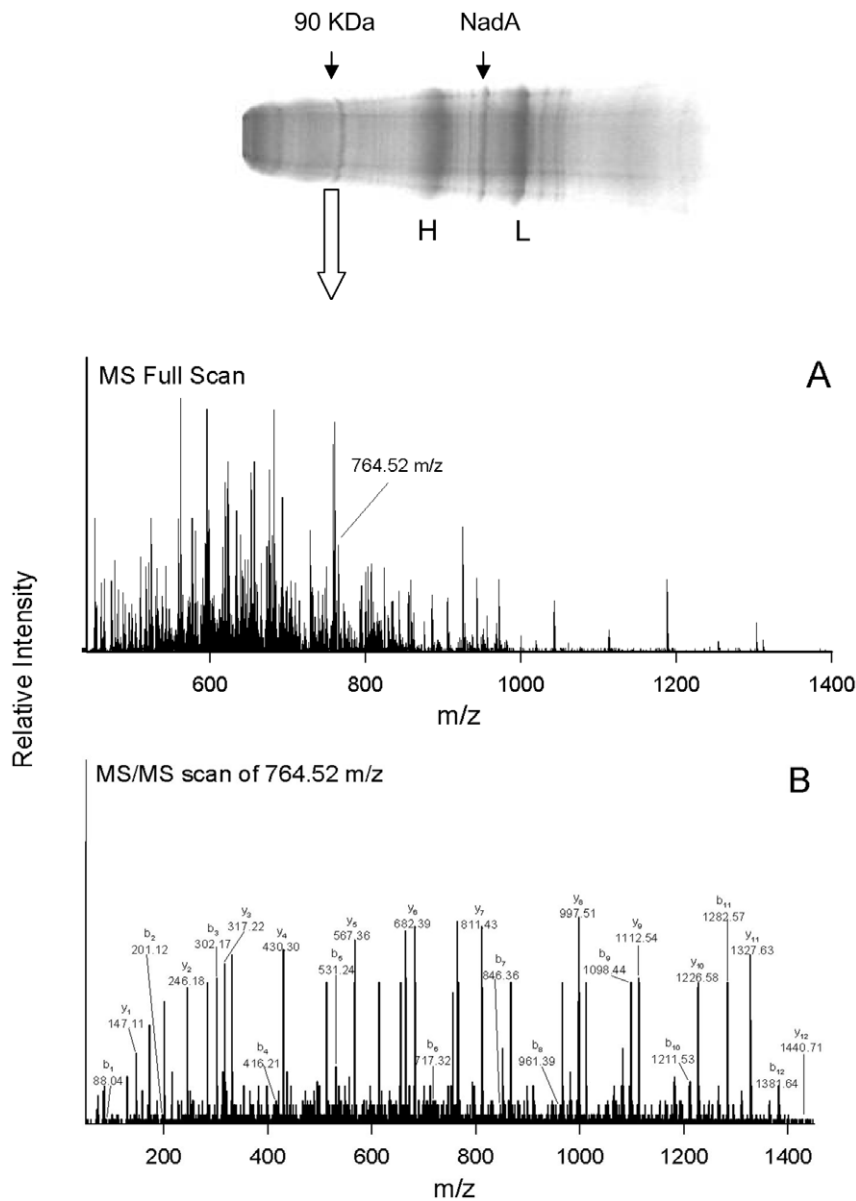 90 KDa
NadA
H
L
MS Full Scan
A
764.52 m/z
600
800
1000
1200
1400
m/z
Relative Intensity
MS/MS scan of 764.52 m/z
B
b₁
88.04
y₁
147.11
b₂
201.12
y₂
246.18
b₃
302.17
y₃
317.22
b₄
416.21
y₄
430.30
b₅
531.24
y₅
567.36
y₆
682.39
b₆
717.32
y₇
811.43
b₇
846.36
b₈
961.39
y₈
997.51
b₉
1098.44
y₉
1112.54
b₁₀
1211.53
y₁₀
1226.58
b₁₁
1282.57
y₁₁
1327.63
b₁₂
1381.64
y₁₂
1440.71
200
400
600
800
1000
1200
1400
m/z